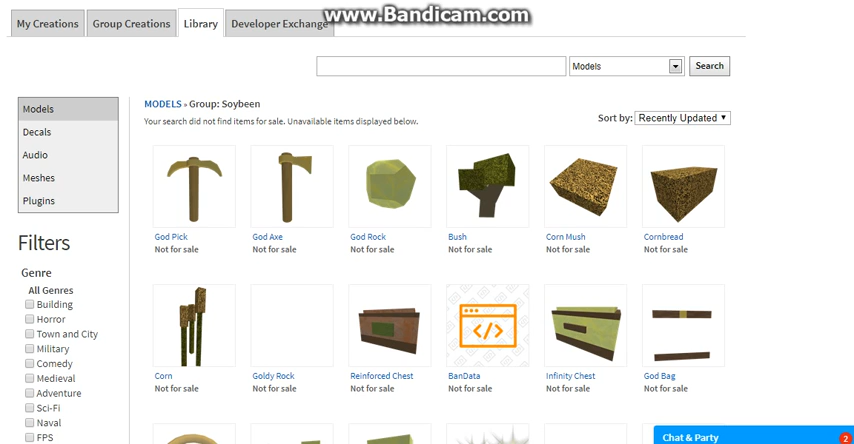 www.Bandicam.com
My Creations
Group Creations
Library
Developer Exchange
Models
Search
Models
Decals
Audio
Meshes
Plugins
MODELS » Group: Soybeen
Your search did not find items for sale. Unavailable items displayed below.
Sort by: Recently Updated
God Pick
Not for sale
God Axe
Not for sale
God Rock
Not for sale
Bush
Not for sale
Corn Mush
Not for sale
Cornbread
Not for sale
Corn
Not for sale
Goldy Rock
Not for sale
Reinforced Chest
Not for sale
BanData
Not for sale
Infinity Chest
Not for sale
God Bag
Not for sale
Filters
Genre
All Genres
Building
Horror
Town and City
Military
Comedy
Medieval
Adventure
Sci-Fi
Naval
FPS
Chat & Party
2